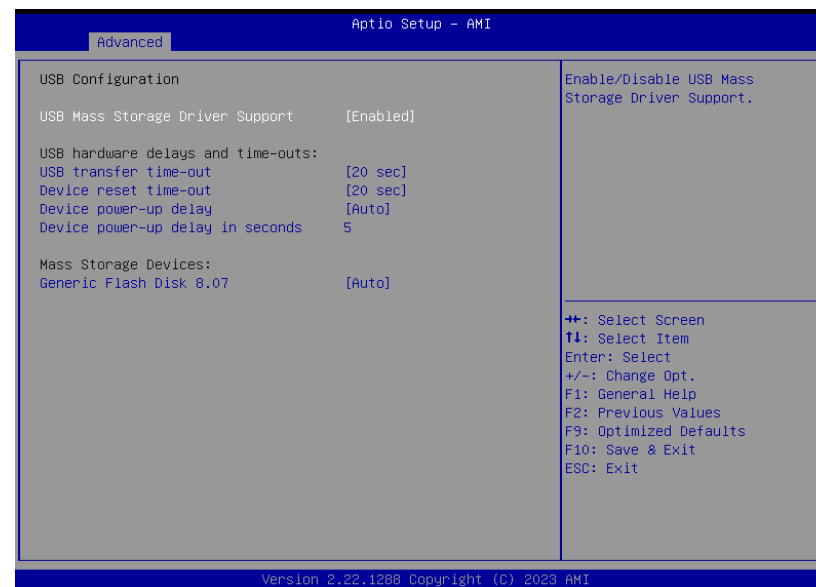 Aptio Setup – AMI
Advanced
USB Configuration
USB Mass Storage Driver Support [Enabled]
USB hardware delays and time-outs:
USB transfer time-out [20 sec]
Device reset time-out [20 sec]
Device power-up delay [Auto]
Device power-up delay in seconds 5
Mass Storage Devices:
Generic Flash Disk 8.07 [Auto]
Enable/Disable USB Mass
Storage Driver Support.
→←: Select Screen
↑↓: Select Item
Enter: Select
+/-: Change Opt.
F1: General Help
F2: Previous Values
F9: Optimized Defaults
F10: Save & Exit
ESC: Exit
Version 2.22.1288 Copyright (C) 2023 AMI